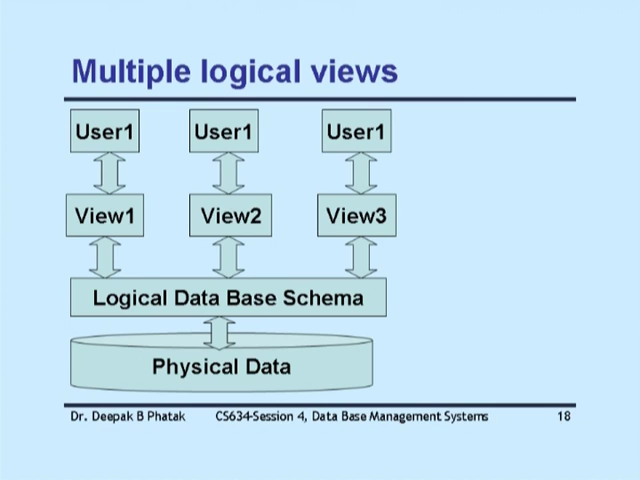 Multiple logical views
User1 User1 User1
View1 View2 View3
Logical Data Base Schema
Physical Data
Dr. Deepak B Phatak CS634-Session 4, Data Base Management Systems 18